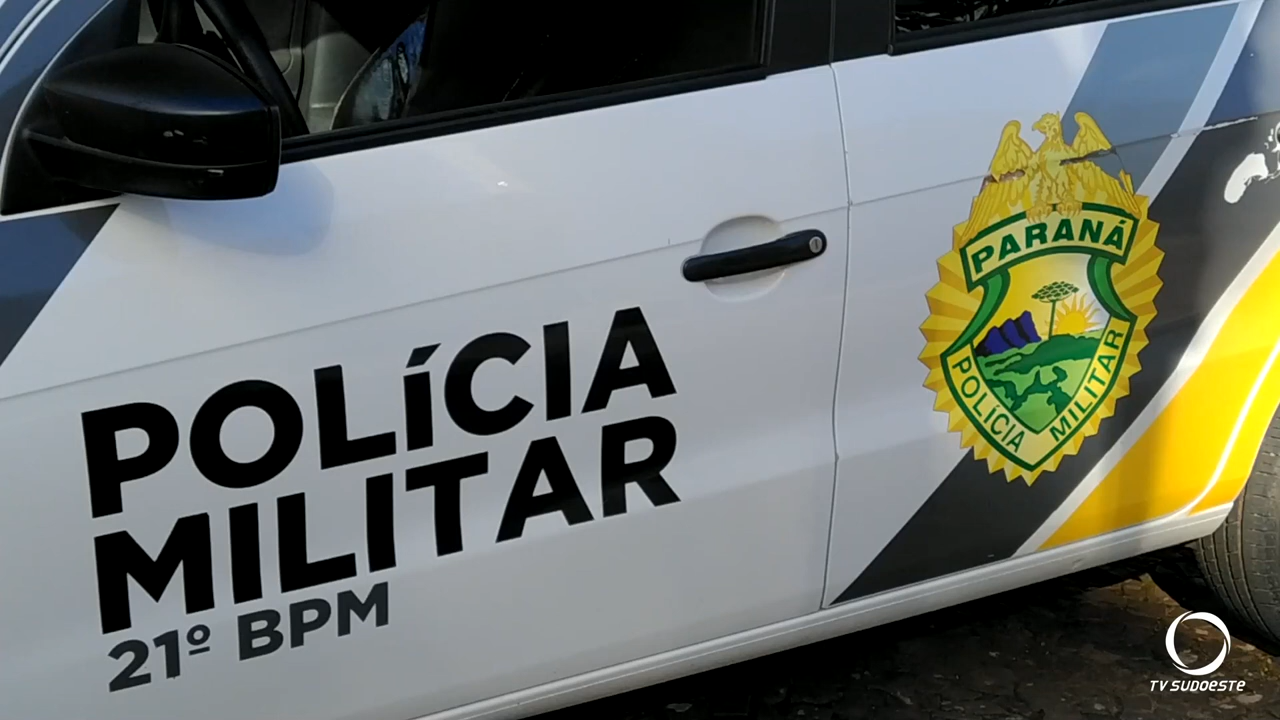 POLíCIA
MILITAR
21º BPM
PARANÁ
POLÍCIA MILITAR
TV SUDOESTE